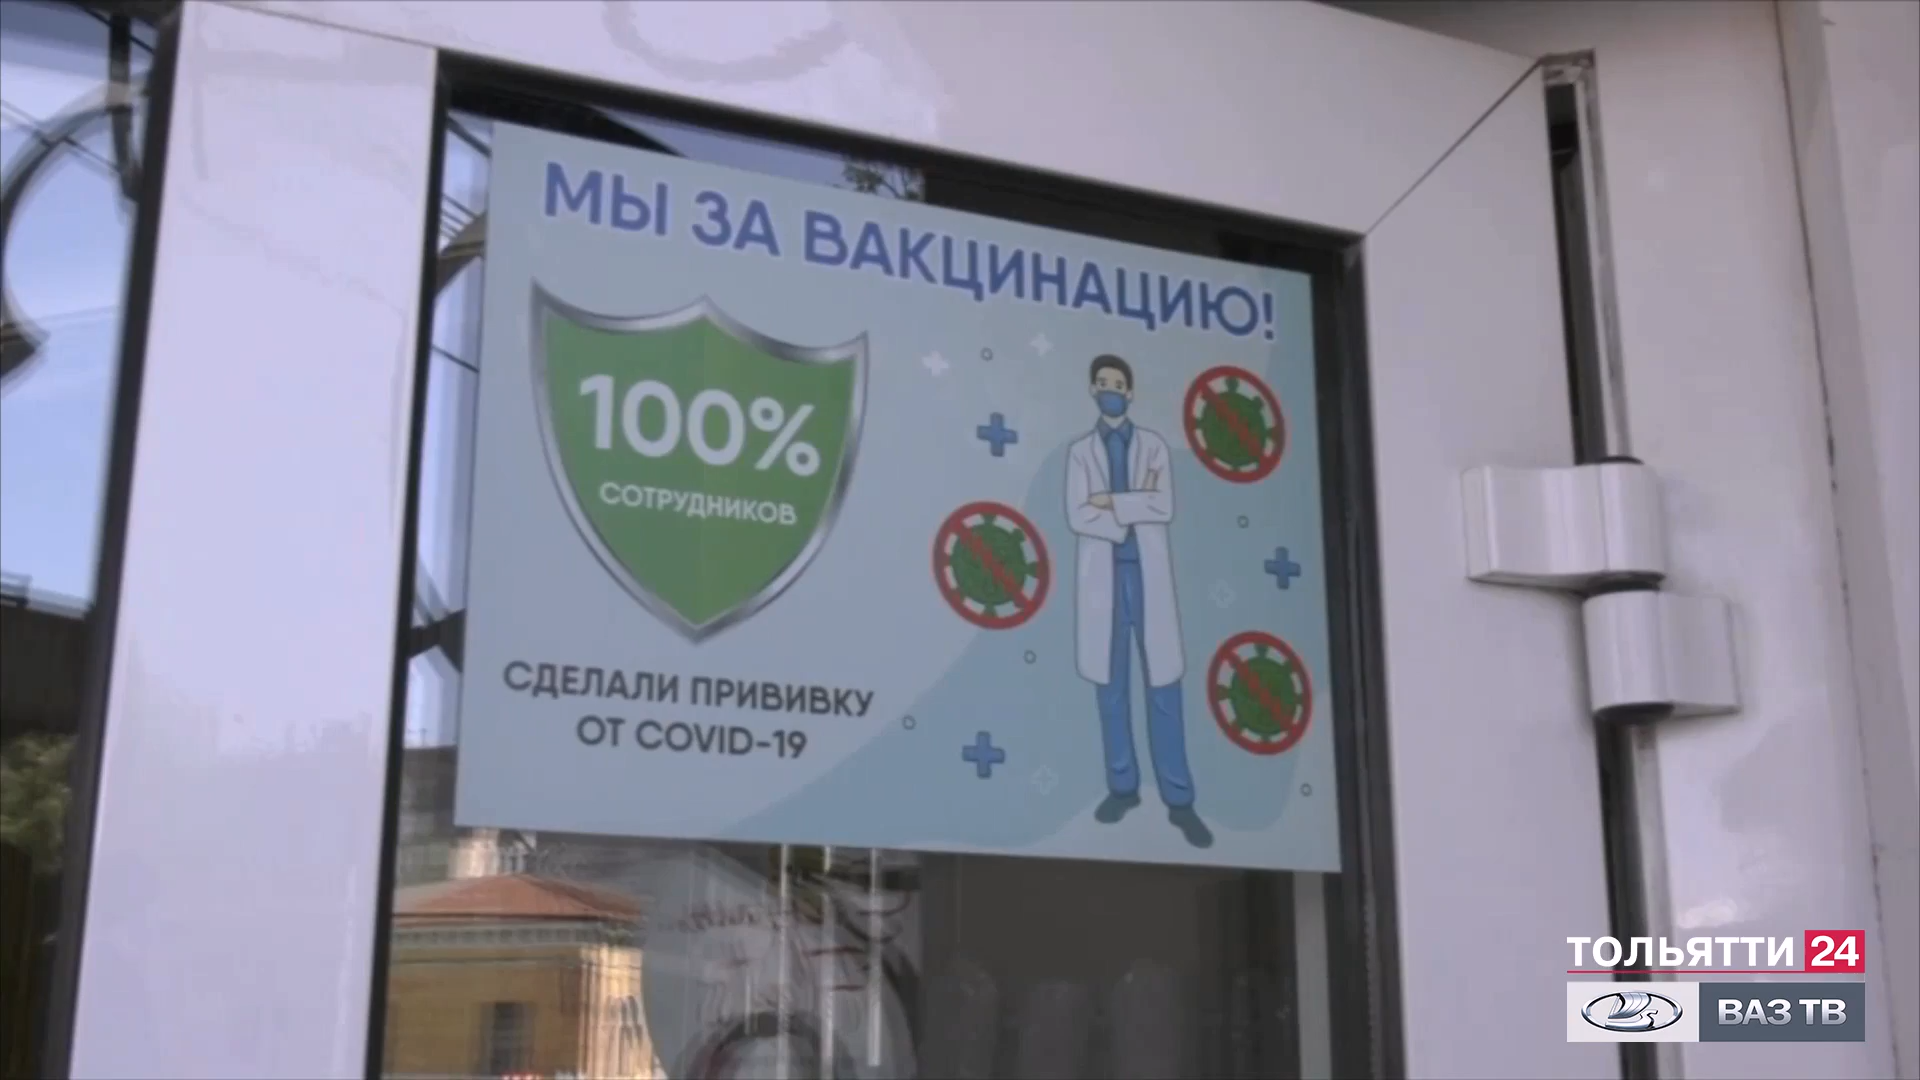 МЫ ЗА ВАКЦИНАЦИЮ!
100%
СОТРУДНИКОВ
СДЕЛАЛИ ПРИВИВКУ
ОТ COVID-19
ТОЛЬЯТТИ 24
ВАЗ ТВ